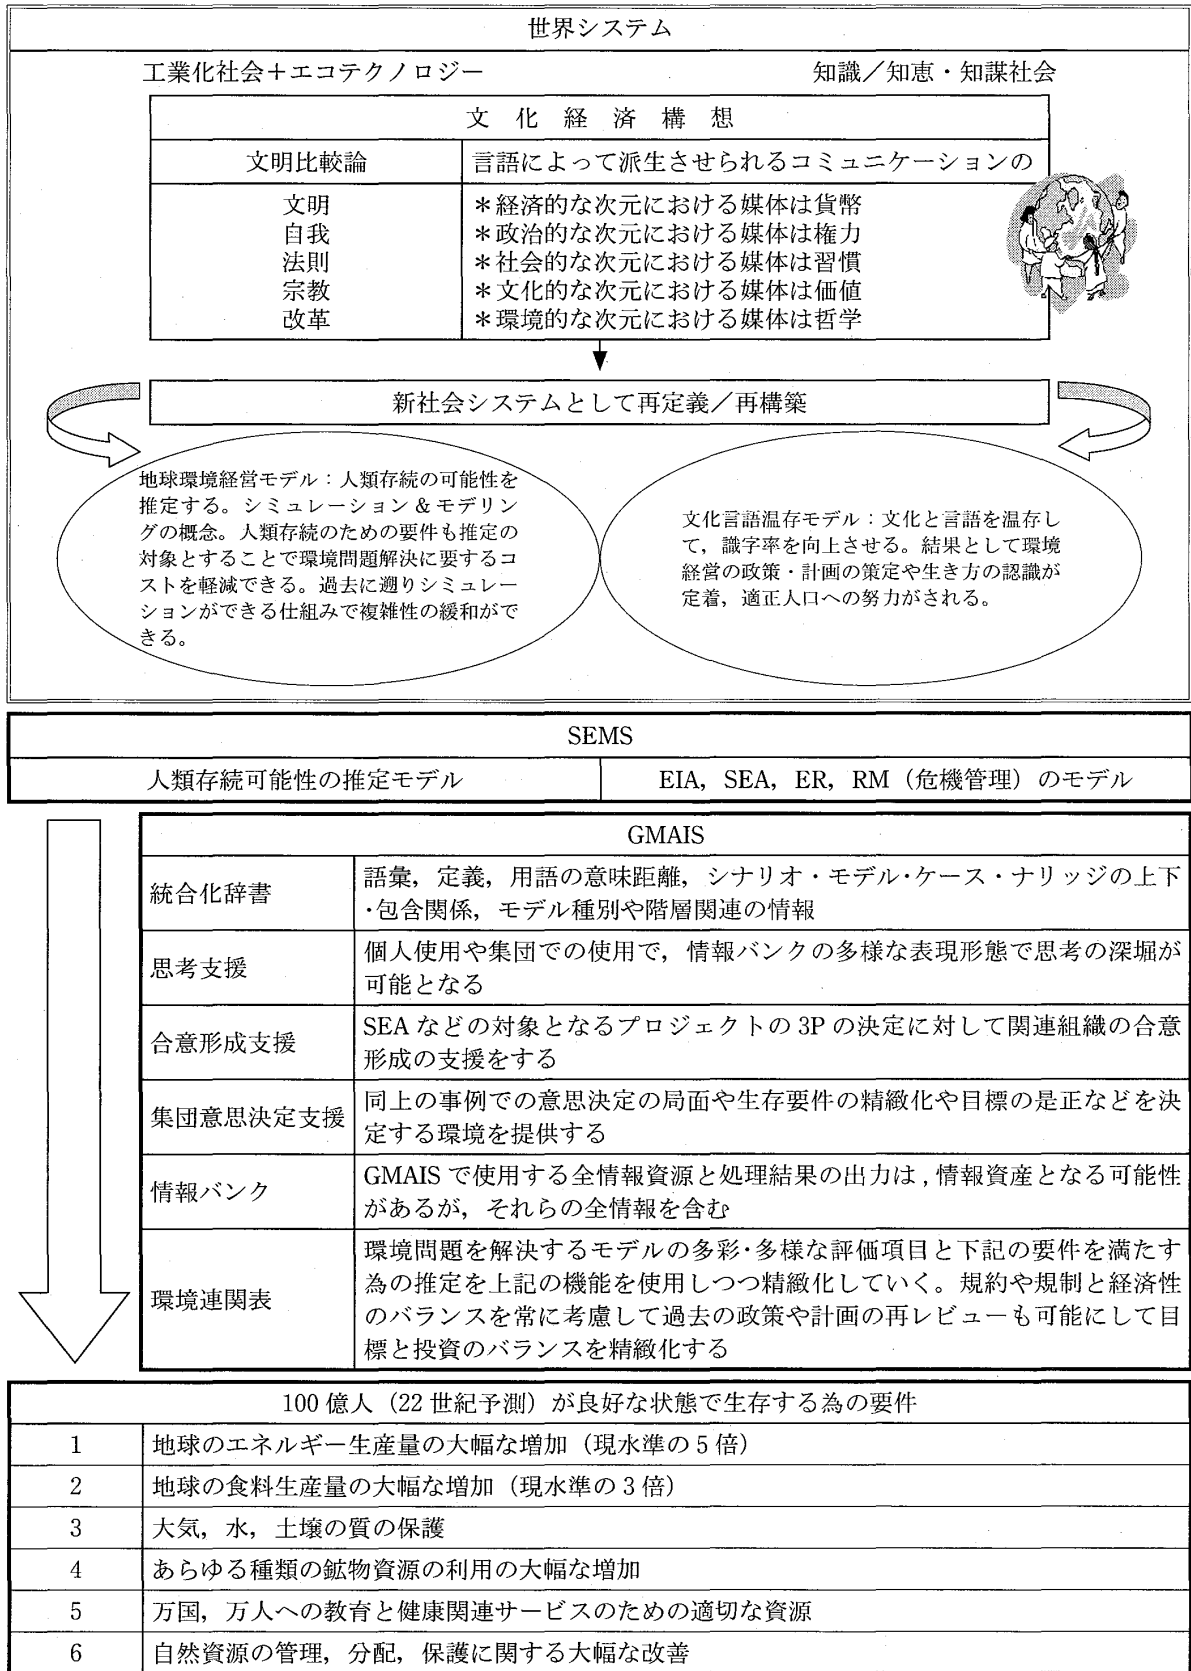 世界システム
工業化社会＋エコテクノロジー　知識／知恵・知謀社会
文化経済構想
文明比較論　言語によって派生させられるコミュニケーションの
文明　＊経済的な次元における媒体は貨幣
自我　＊政治的な次元における媒体は権力
法則　＊社会的な次元における媒体は習慣
宗教　＊文化的な次元における媒体は価値
改革　＊環境的な次元における媒体は哲学
新社会システムとして再定義／再構築
地球環境経営モデル：人類存続の可能性を
推定する。シミュレーション＆モデリン
グの概念。人類存続のための要件も推定の
対象とすることで環境問題解決に要するコ
ストを軽減できる。過去に遡りシミュレー
ションができる仕組みで複雑性の緩和がで
きる。
文化言語温存モデル：文化と言語を温存し
て，識字率を向上させる。結果として環境
経営の政策・計画の策定や生き方の認識が
定着，適正人口への努力がされる。
SEMS
人類存続可能性の推定モデル　EIA，SEA，ER，RM（危機管理）のモデル
GMAIS
統合化辞書
語彙，定義，用語の意味距離，シナリオ・モデル・ケース・ナリッジの上下
・包含関係，モデル種別や階層関連の情報
思考支援
個人使用や集団での使用で，情報バンクの多様な表現形態で思考の深堀が
可能となる
合意形成支援
SEAなどの対象となるプロジェクトの3Pの決定に対して関連組織の合意
形成の支援をする
集団意思決定支援
同上の事例での意思決定の局面や生存要件の精緻化や目標の是正などを決
定する環境を提供する
情報バンク
GMAISで使用する全情報資源と処理結果の出力は，情報資産となる可能性
があるが，それらの全情報を含む
環境連関表
環境問題を解決するモデルの多彩・多様な評価項目と下記の要件を満たす
為の推定を上記の機能を使用しつつ精緻化していく。規約や規制と経済性
のバランスを常に考慮して過去の政策や計画の再レビューも可能にして目
標と投資のバランスを精緻化する
100億人（22世紀予測）が良好な状態で生存する為の要件
1　地球のエネルギー生産量の大幅な増加（現水準の5倍）
2　地球の食料生産量の大幅な増加（現水準の3倍）
3　大気，水，土壌の質の保護
4　あらゆる種類の鉱物資源の利用の大幅な増加
5　万国，万人への教育と健康関連サービスのための適切な資源
6　自然資源の管理，分配，保護に関する大幅な改善